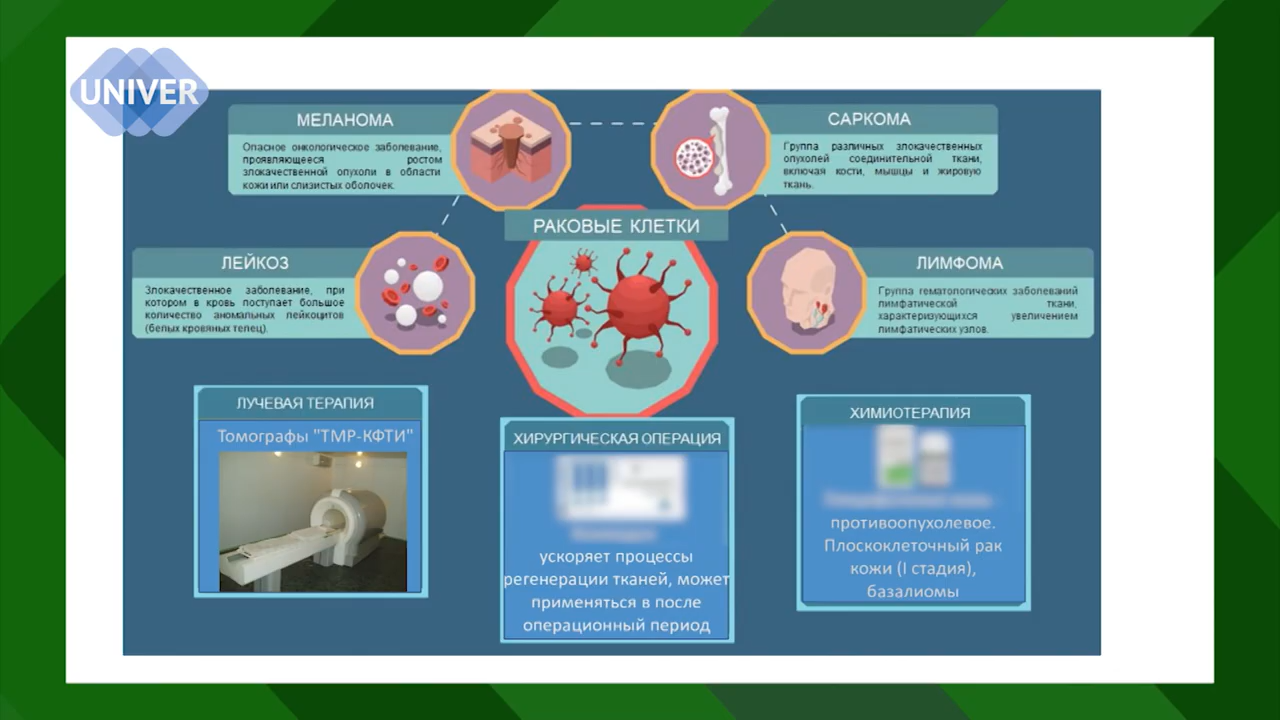 UNIVER
МЕЛАНОМА
Опасное онкологическое заболевание,
проявляющееся ростом
злокачественной опухоли в области
кожи или слизистых оболочек.
САРКОМА
Группа различных злокачественных
опухолей соединительной ткани,
включая кости, мышцы и жировую
ткань.
РАКОВЫЕ КЛЕТКИ
ЛЕЙКОЗ
Злокачественное заболевание, при
котором в кровь поступает большое
количество аномальных лейкоцитов
(белых кровяных телец).
ЛИМФОМА
Группа гематологических заболеваний
лимфатической ткани,
характеризующихся увеличением
лимфатических узлов.
ЛУЧЕВАЯ ТЕРАПИЯ
Томографы "ТМР-КФТИ"
ХИРУРГИЧЕСКАЯ ОПЕРАЦИЯ
ускоряет процессы
регенерации тканей, может
применяться в после
операционный период
ХИМИОТЕРАПИЯ
противоопухолевое.
Плоскоклеточный рак
кожи (I стадия),
базалиомы